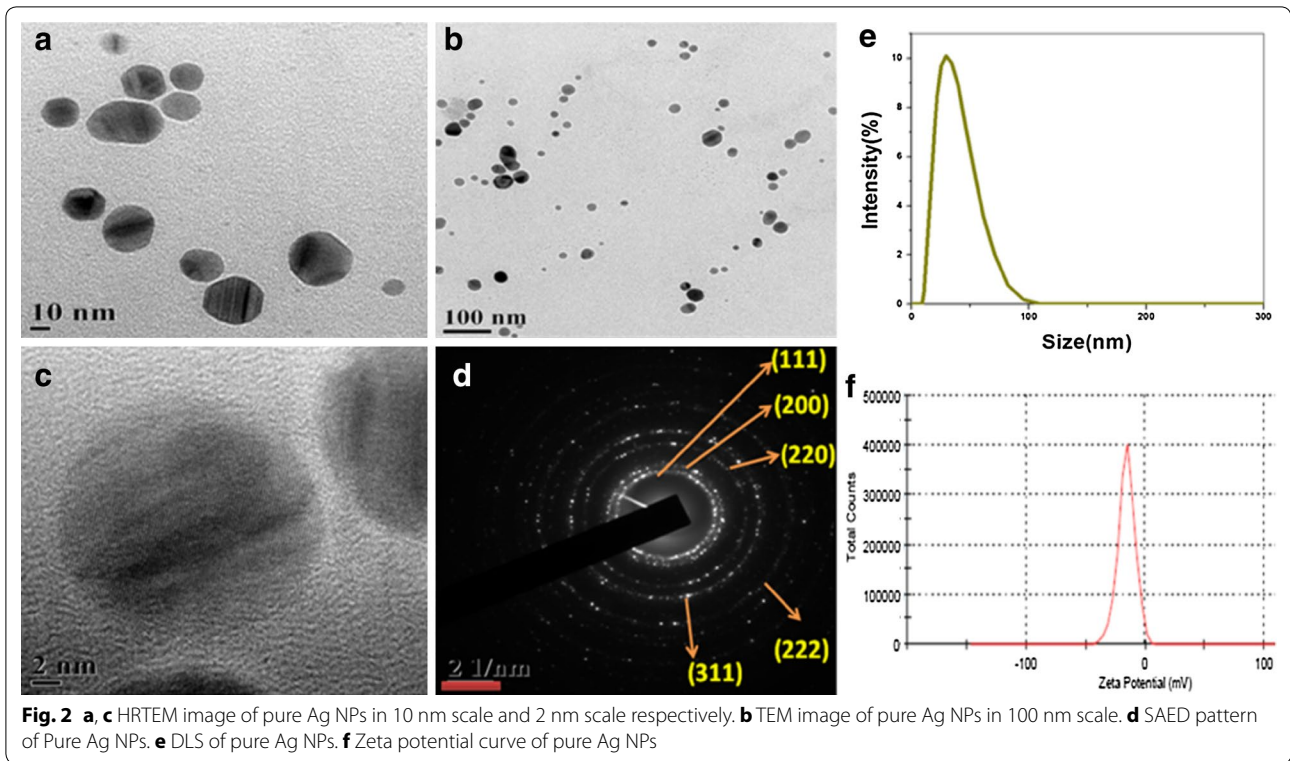 a
10 nm
b
100 nm
c
2 nm
d
(111)
(200)
(220)
(222)
(311)
2 1/nm
e
10
8
6
4
2
0
Intensity(%)
0 100 200 300
Size(nm)
f
500000
400000
300000
200000
100000
0
Total Counts
-100 0 100
Zeta Potential (mV)
Fig. 2 a, c HRTEM image of pure Ag NPs in 10 nm scale and 2 nm scale respectively. b TEM image of pure Ag NPs in 100 nm scale. d SAED pattern
of Pure Ag NPs. e DLS of pure Ag NPs. f Zeta potential curve of pure Ag NPs